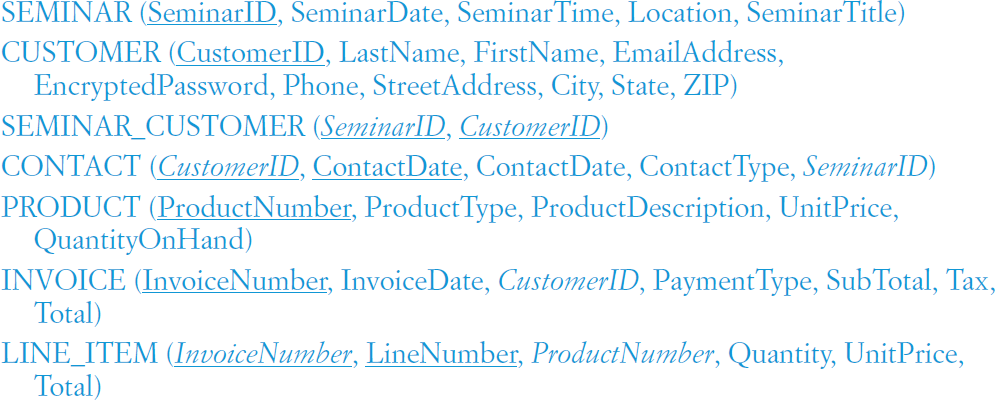 SEMINAR (SeminarID, SeminarDate, SeminarTime, Location, SeminarTitle)
CUSTOMER (CustomerID, LastName, FirstName, EmailAddress,
EncryptedPassword, Phone, StreetAddress, City, State, ZIP)
SEMINAR_CUSTOMER (SeminarID, CustomerID)
CONTACT (CustomerID, ContactDate, ContactDate, ContactType, SeminarID)
PRODUCT (ProductNumber, ProductType, ProductDescription, UnitPrice,
QuantityOnHand)
INVOICE (InvoiceNumber, InvoiceDate, CustomerID, PaymentType, SubTotal, Tax,
Total)
LINE_ITEM (InvoiceNumber, LineNumber, ProductNumber, Quantity, UnitPrice,
Total)